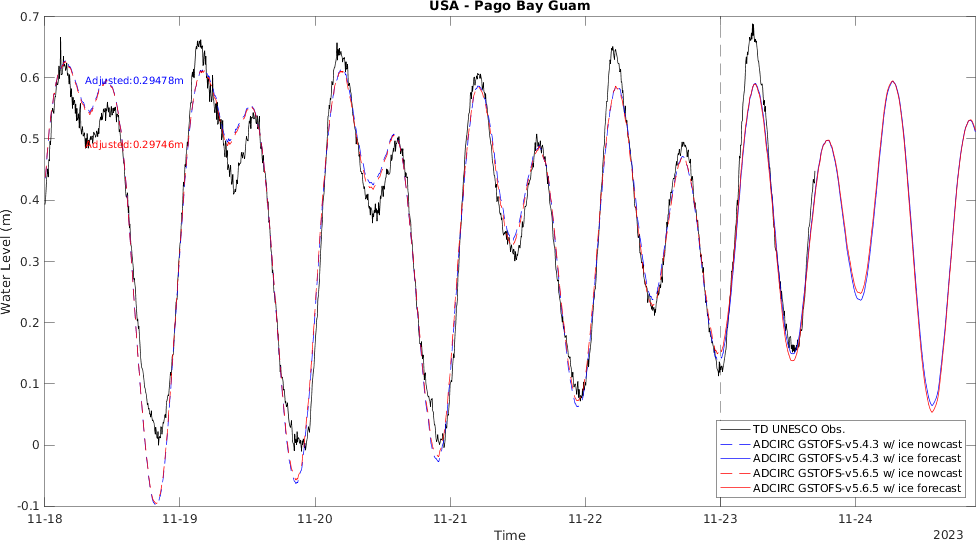 USA - Pago Bay Guam
0.7
0.6
0.5
0.4
0.3
0.2
0.1
0
-0.1
Water Level (m)
Adjusted:0.29478m
Adjusted:0.29746m
TD UNESCO Obs.
ADCIRC GSTOFS-v5.4.3 w/ ice nowcast
ADCIRC GSTOFS-v5.4.3 w/ ice forecast
ADCIRC GSTOFS-v5.6.5 w/ ice nowcast
ADCIRC GSTOFS-v5.6.5 w/ ice forecast
11-18 11-19 11-20 11-21 11-22 11-23 11-24
Time
2023